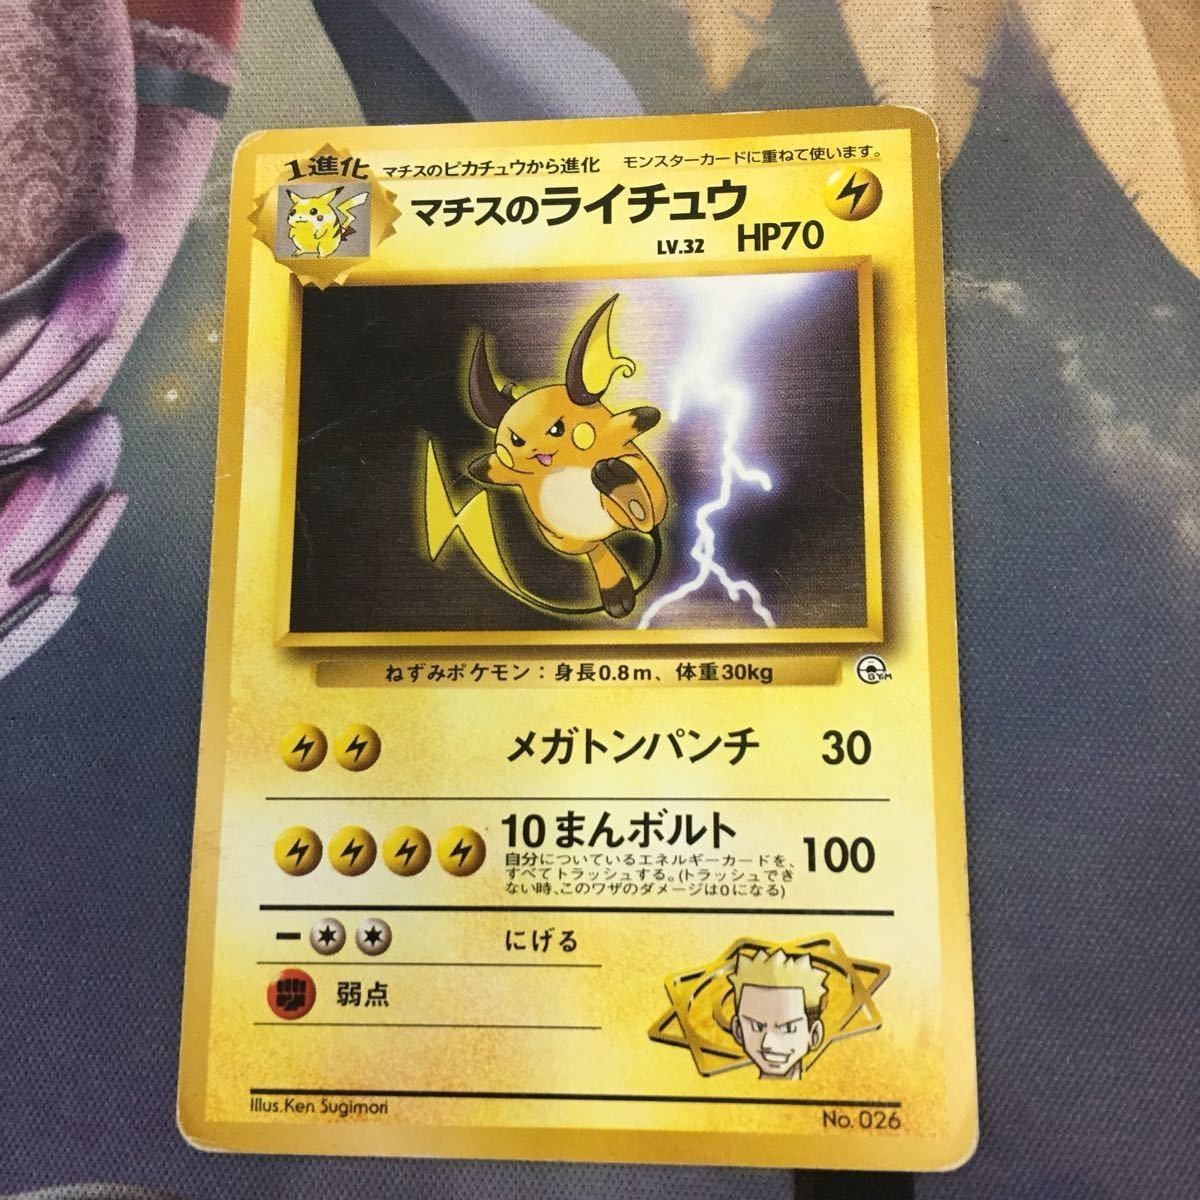 1進化
マチスのピカチュウから進化 モンスターカードに重ねて使います。
マチスのライチュウ
LV.32 HP70
ねずみポケモン：身長0.8m、体重30kg
GYM
メガトンパンチ 30
10まんボルト 100
自分についているエネルギーカードを、
すべてトラッシュする。(トラッシュでき
ない時、このワザのダメージは0になる)
にげる
弱点
Illus.Ken Sugimori
No. 026